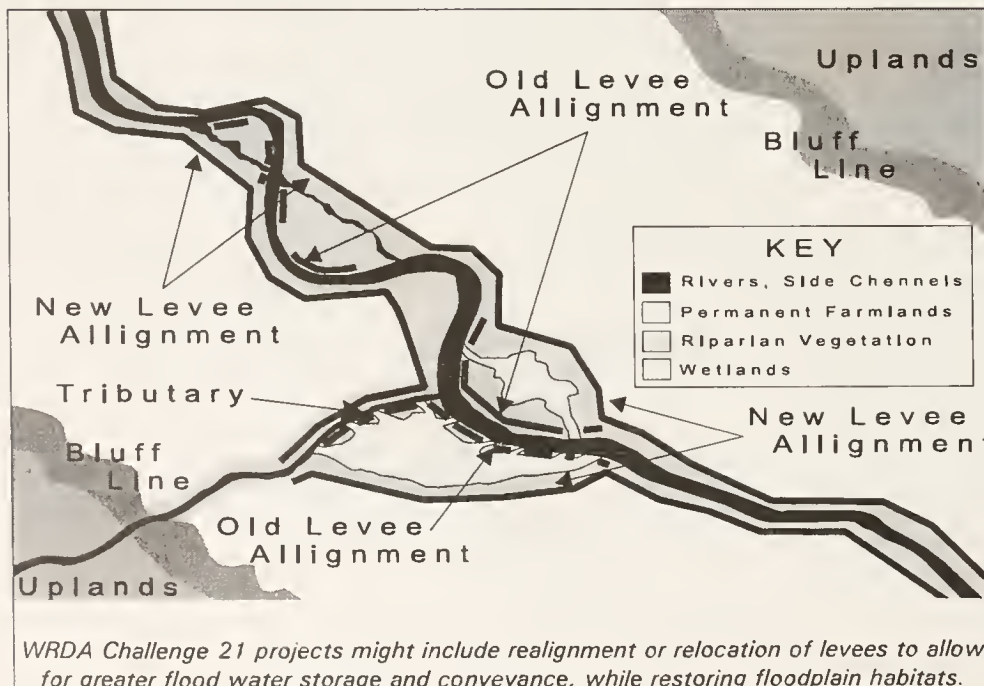 Uplands
Old Levee
Allignment
Bluff
Line
KEY
Rivers, Side Channels
Permanent Farmlands
Riparian Vegetation
Wetlands
New Levee
Allignment
Tributary
New Levee
Allignment
Bluff
Line
Old Levee
Allignment
Uplands
WRDA Challenge 21 projects might include realignment or relocation of levees to allow
for greater flood water storage and conveyance, while restoring floodplain habitats.